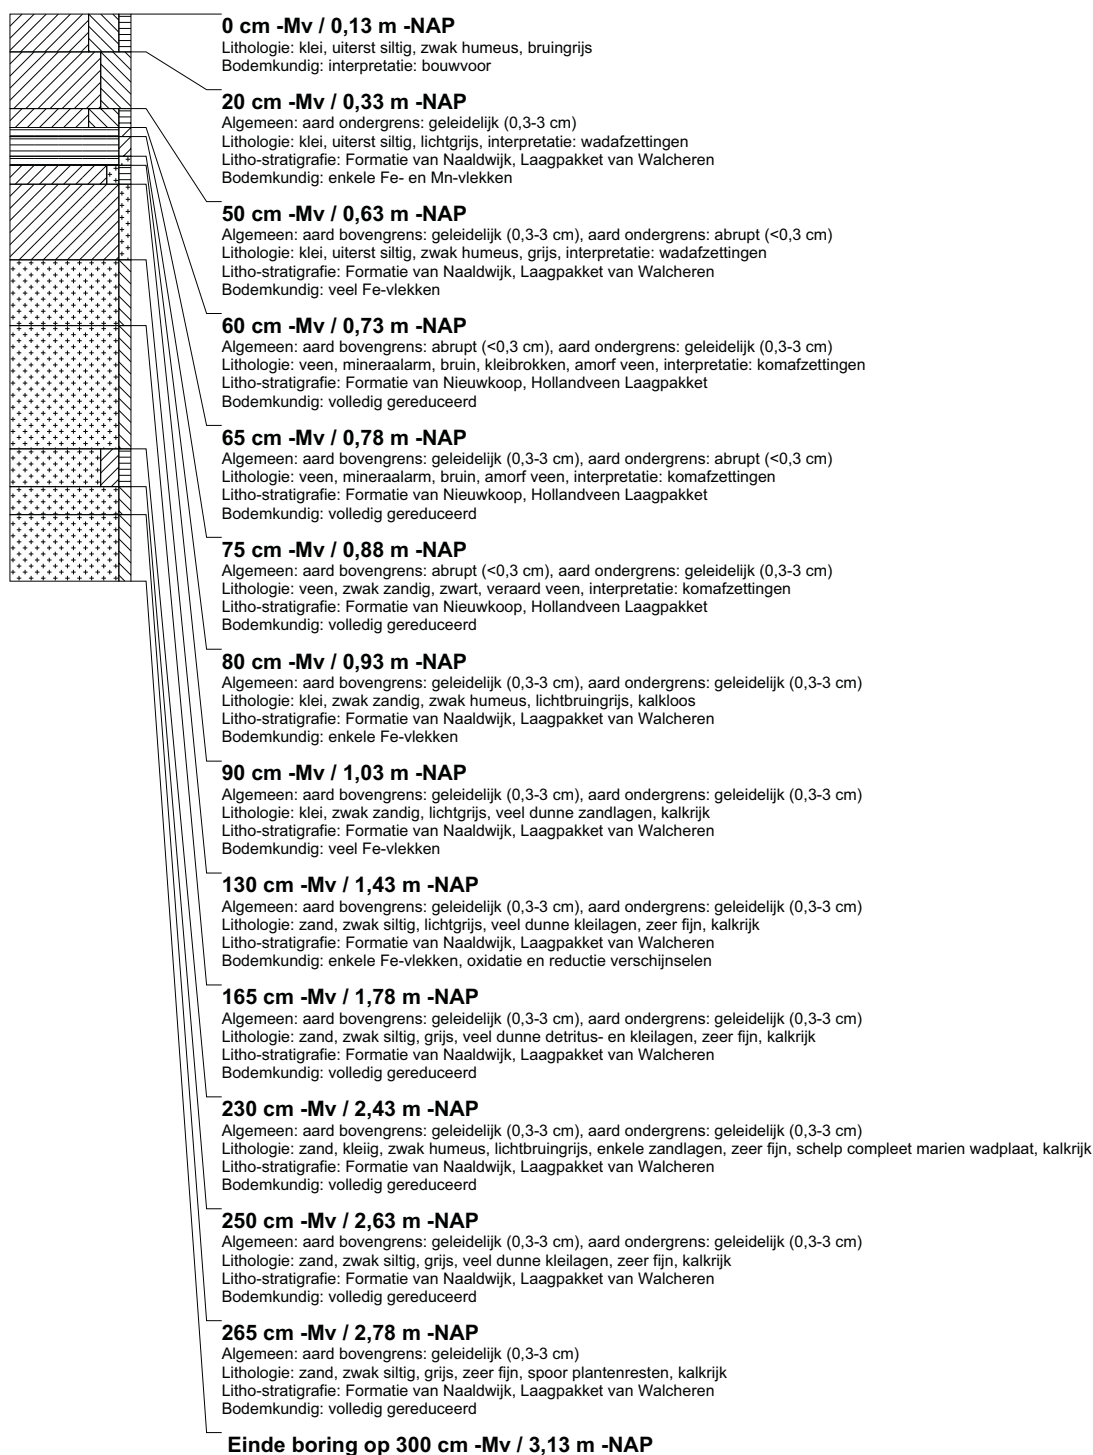 0 cm -Mv / 0,13 m -NAP
Lithologie: klei, uiterst siltig, zwak humeus, bruingrijs
Bodemkundig: interpretatie: bouwvoor
20 cm -Mv / 0,33 m -NAP
Algemeen: aard ondergrens: geleidelijk (0,3-3 cm)
Lithologie: klei, uiterst siltig, lichtgrijs, interpretatie: wadafzettingen
Litho-stratigrafie: Formatie van Naaldwijk, Laagpakket van Walcheren
Bodemkundig: enkele Fe- en Mn-vlekken
50 cm -Mv / 0,63 m -NAP
Algemeen: aard bovengrens: geleidelijk (0,3-3 cm), aard ondergrens: abrupt (<0,3 cm)
Lithologie: klei, uiterst siltig, zwak humeus, grijs, interpretatie: wadafzettingen
Litho-stratigrafie: Formatie van Naaldwijk, Laagpakket van Walcheren
Bodemkundig: veel Fe-vlekken
60 cm -Mv / 0,73 m -NAP
Algemeen: aard bovengrens: abrupt (<0,3 cm), aard ondergrens: geleidelijk (0,3-3 cm)
Lithologie: veen, mineraalarm, bruin, kleibrokken, amorf veen, interpretatie: komafzettingen
Litho-stratigrafie: Formatie van Nieuwkoop, Hollandveen Laagpakket
Bodemkundig: volledig gereduceerd
65 cm -Mv / 0,78 m -NAP
Algemeen: aard bovengrens: geleidelijk (0,3-3 cm), aard ondergrens: abrupt (<0,3 cm)
Lithologie: veen, mineraalarm, bruin, amorf veen, interpretatie: komafzettingen
Litho-stratigrafie: Formatie van Nieuwkoop, Hollandveen Laagpakket
Bodemkundig: volledig gereduceerd
75 cm -Mv / 0,88 m -NAP
Algemeen: aard bovengrens: abrupt (<0,3 cm), aard ondergrens: geleidelijk (0,3-3 cm)
Lithologie: veen, zwak zandig, zwart, veraard veen, interpretatie: komafzettingen
Litho-stratigrafie: Formatie van Nieuwkoop, Hollandveen Laagpakket
Bodemkundig: volledig gereduceerd
80 cm -Mv / 0,93 m -NAP
Algemeen: aard bovengrens: geleidelijk (0,3-3 cm), aard ondergrens: geleidelijk (0,3-3 cm)
Lithologie: klei, zwak zandig, zwak humeus, lichtbruingrijs, kalkloos
Litho-stratigrafie: Formatie van Naaldwijk, Laagpakket van Walcheren
Bodemkundig: enkele Fe-vlekken
90 cm -Mv / 1,03 m -NAP
Algemeen: aard bovengrens: geleidelijk (0,3-3 cm), aard ondergrens: geleidelijk (0,3-3 cm)
Lithologie: klei, zwak zandig, lichtgrijs, veel dunne zandlagen, kalkrijk
Litho-stratigrafie: Formatie van Naaldwijk, Laagpakket van Walcheren
Bodemkundig: veel Fe-vlekken
130 cm -Mv / 1,43 m -NAP
Algemeen: aard bovengrens: geleidelijk (0,3-3 cm), aard ondergrens: geleidelijk (0,3-3 cm)
Lithologie: zand, zwak siltig, lichtgrijs, veel dunne kleilagen, zeer fijn, kalkrijk
Litho-stratigrafie: Formatie van Naaldwijk, Laagpakket van Walcheren
Bodemkundig: enkele Fe-vlekken, oxidatie en reductie verschijnselen
165 cm -Mv / 1,78 m -NAP
Algemeen: aard bovengrens: geleidelijk (0,3-3 cm), aard ondergrens: geleidelijk (0,3-3 cm)
Lithologie: zand, zwak siltig, grijs, veel dunne detritus- en kleilagen, zeer fijn, kalkrijk
Litho-stratigrafie: Formatie van Naaldwijk, Laagpakket van Walcheren
Bodemkundig: volledig gereduceerd
230 cm -Mv / 2,43 m -NAP
Algemeen: aard bovengrens: geleidelijk (0,3-3 cm), aard ondergrens: geleidelijk (0,3-3 cm)
Lithologie: zand, kleiig, zwak humeus, lichtbruingrijs, enkele zandlagen, zeer fijn, schelp compleet marien wadplaat, kalkrijk
Litho-stratigrafie: Formatie van Naaldwijk, Laagpakket van Walcheren
Bodemkundig: volledig gereduceerd
250 cm -Mv / 2,63 m -NAP
Algemeen: aard bovengrens: geleidelijk (0,3-3 cm), aard ondergrens: geleidelijk (0,3-3 cm)
Lithologie: zand, zwak siltig, grijs, veel dunne kleilagen, zeer fijn, kalkrijk
Litho-stratigrafie: Formatie van Naaldwijk, Laagpakket van Walcheren
Bodemkundig: volledig gereduceerd
265 cm -Mv / 2,78 m -NAP
Algemeen: aard bovengrens: geleidelijk (0,3-3 cm)
Lithologie: zand, zwak siltig, grijs, zeer fijn, spoor plantenresten, kalkrijk
Litho-stratigrafie: Formatie van Naaldwijk, Laagpakket van Walcheren
Bodemkundig: volledig gereduceerd
Einde boring op 300 cm -Mv / 3,13 m -NAP